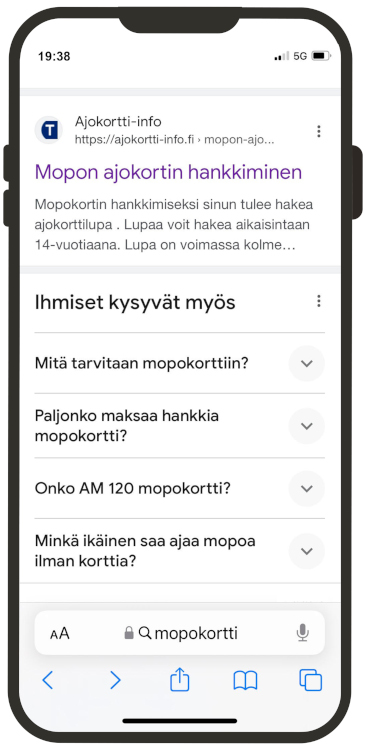 19:38
5G
Ajokortti-info
https://ajokortti-info.fi › mopon-ajo...
Mopon ajokortin hankkiminen
Mopokortin hankkimiseksi sinun tulee hakea
ajokorttilupa . Lupaa voit hakea aikaisintaan
14-vuotiaana. Lupa on voimassa kolme...
Ihmiset kysyvät myös
Mitä tarvitaan mopokorttiin?
Paljonko maksaa hankkia
mopokortti?
Onko AM 120 mopokortti?
Minkä ikäinen saa ajaa mopoa
ilman korttia?
AA mopokortti